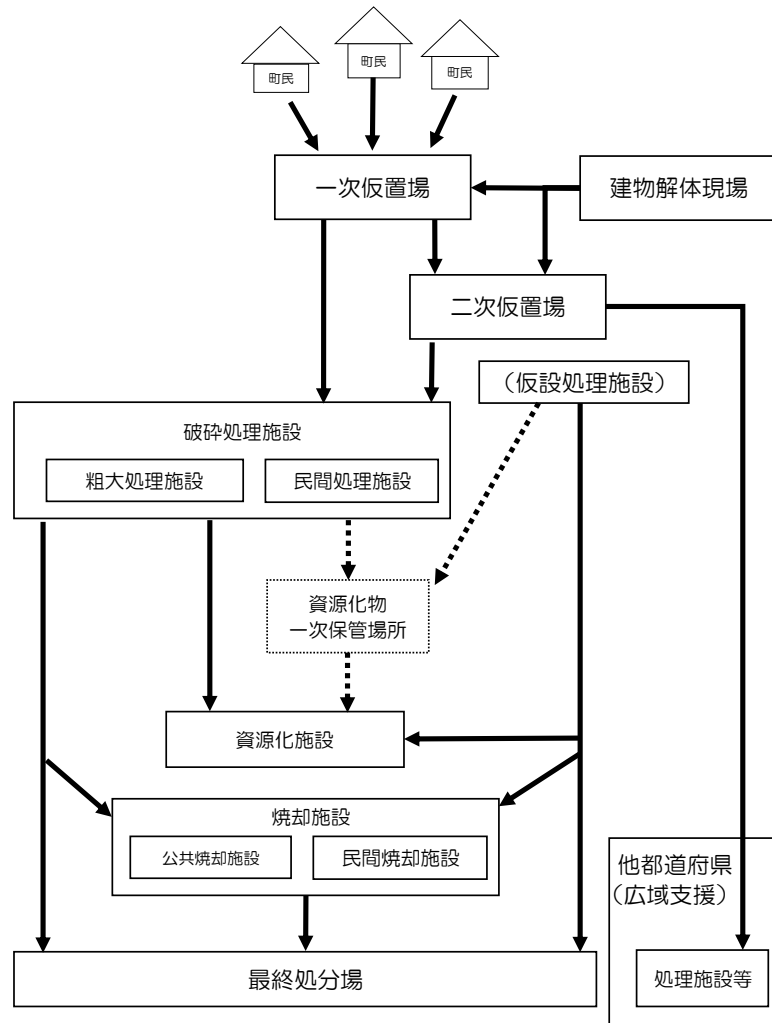 町民
町民
町民
一次仮置場
建物解体現場
二次仮置場
（仮設処理施設）
破砕処理施設
粗大処理施設
民間処理施設
資源化物
一次保管場所
資源化施設
焼却施設
公共焼却施設
民間焼却施設
他都道府県
（広域支援）
処理施設等
最終処分場